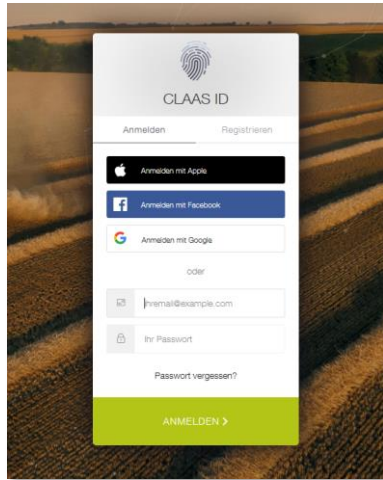 CLAAS ID
Anmelden
Registrieren
Anmelden mit Apple
Anmelden mit Facebook
Anmelden mit Google
oder
hremail@example.com
Ihr Passwort
Passwort vergessen?
ANMELDEN >